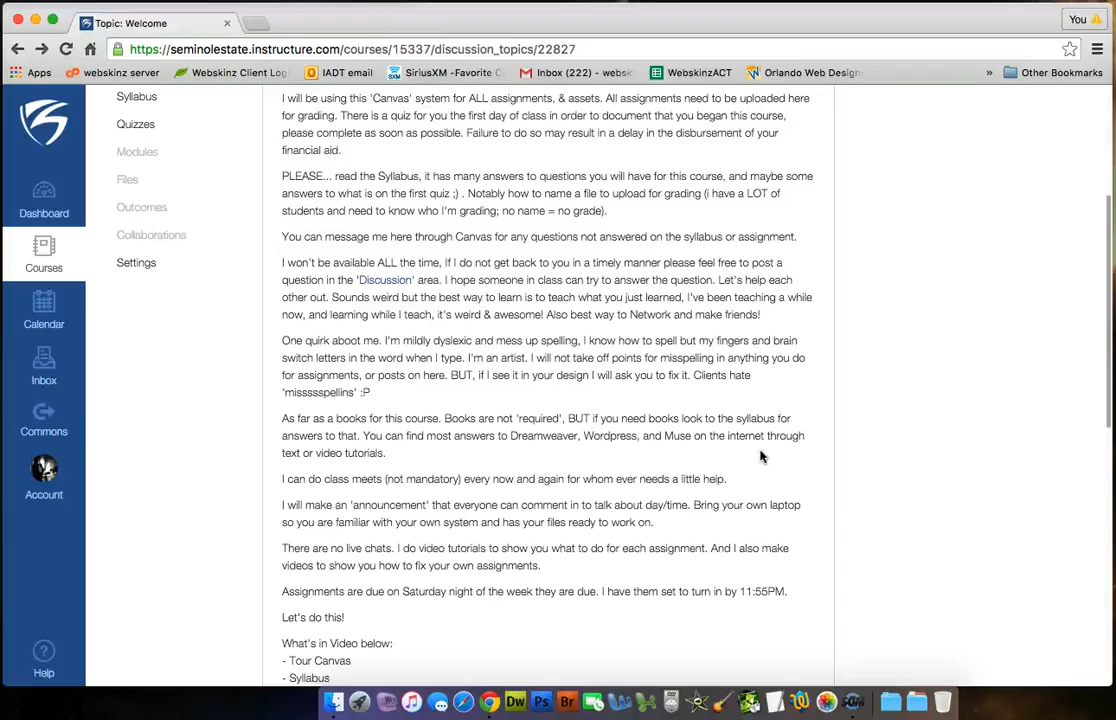 Topic: Welcome
You
https://seminolestate.instructure.com/courses/15337/discussion_topics/22827
Apps
webskinz server
Webskinz Client Log
IADT email
SiriusXM -Favorite C
Inbox (222) - websk
WebskinzACT
Orlando Web Design
»
Other Bookmarks
Dashboard
Courses
Calendar
Inbox
Commons
Account
Help
Syllabus
Quizzes
Modules
Files
Outcomes
Collaborations
Settings
I will be using this 'Canvas' system for ALL assignments, & assets. All assignments need to be uploaded here
for grading. There is a quiz for you the first day of class in order to document that you began this course,
please complete as soon as possible. Failure to do so may result in a delay in the disbursement of your
financial aid.
PLEASE... read the Syllabus, it has many answers to questions you will have for this course, and maybe some
answers to what is on the first quiz ;) . Notably how to name a file to upload for grading (i have a LOT of
students and need to know who I'm grading; no name = no grade).
You can message me here through Canvas for any questions not answered on the syllabus or assignment.
I won't be available ALL the time, If I do not get back to you in a timely manner please feel free to post a
question in the 'Discussion' area. I hope someone in class can try to answer the question. Let's help each
other out. Sounds weird but the best way to learn is to teach what you just learned, I've been teaching a while
now, and learning while I teach, it's weird & awesome! Also best way to Network and make friends!
One quirk aboot me. I'm mildly dyslexic and mess up spelling, I know how to spell but my fingers and brain
switch letters in the word when I type. I'm an artist. I will not take off points for misspelling in anything you do
for assignments, or posts on here. BUT, if I see it in your design I will ask you to fix it. Clients hate
'missssspellins' :P
As far as a books for this course. Books are not 'required', BUT if you need books look to the syllabus for
answers to that. You can find most answers to Dreamweaver, Wordpress, and Muse on the internet through
text or video tutorials.
I can do class meets (not mandatory) every now and again for whom ever needs a little help.
I will make an 'announcement' that everyone can comment in to talk about day/time. Bring your own laptop
so you are familiar with your own system and has your files ready to work on.
There are no live chats. I do video tutorials to show you what to do for each assignment. And I also make
videos to show you how to fix your own assignments.
Assignments are due on Saturday night of the week they are due. I have them set to turn in by 11:55PM.
Let's do this!
What's in Video below:
- Tour Canvas
- Syllabus
Dw
Ps
Br